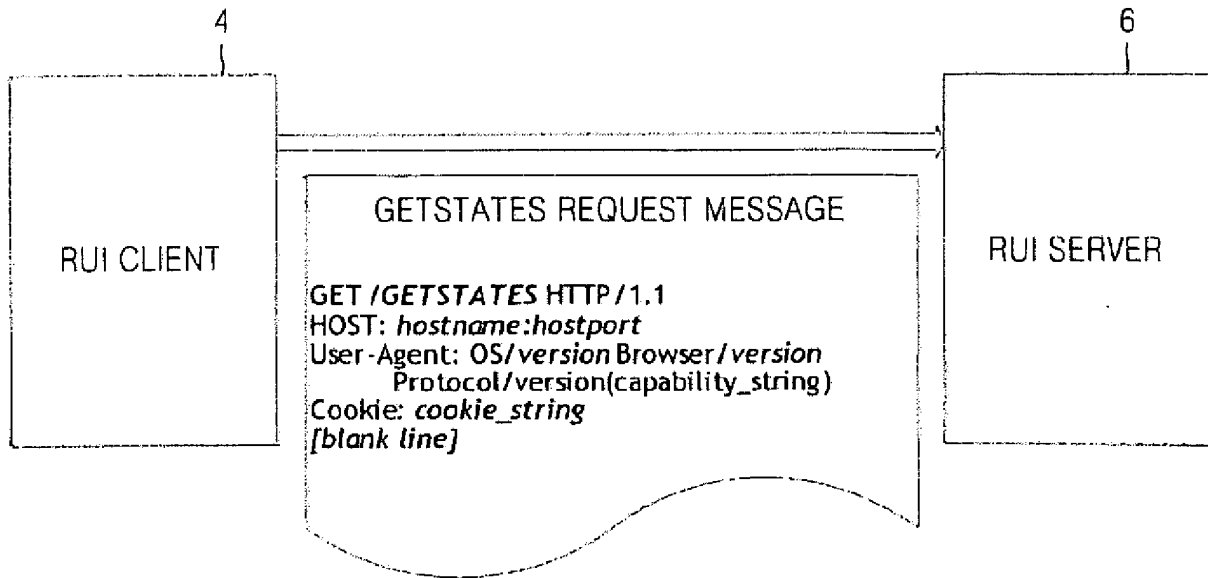 4
6
RUI CLIENT
GETSTATES REQUEST MESSAGE
GET /GETSTATES HTTP/1.1
HOST: hostname:hostport
User-Agent: OS/version Browser/version
Protocol/version(capability_string)
Cookie: cookie_string
[blank line]
RUI SERVER